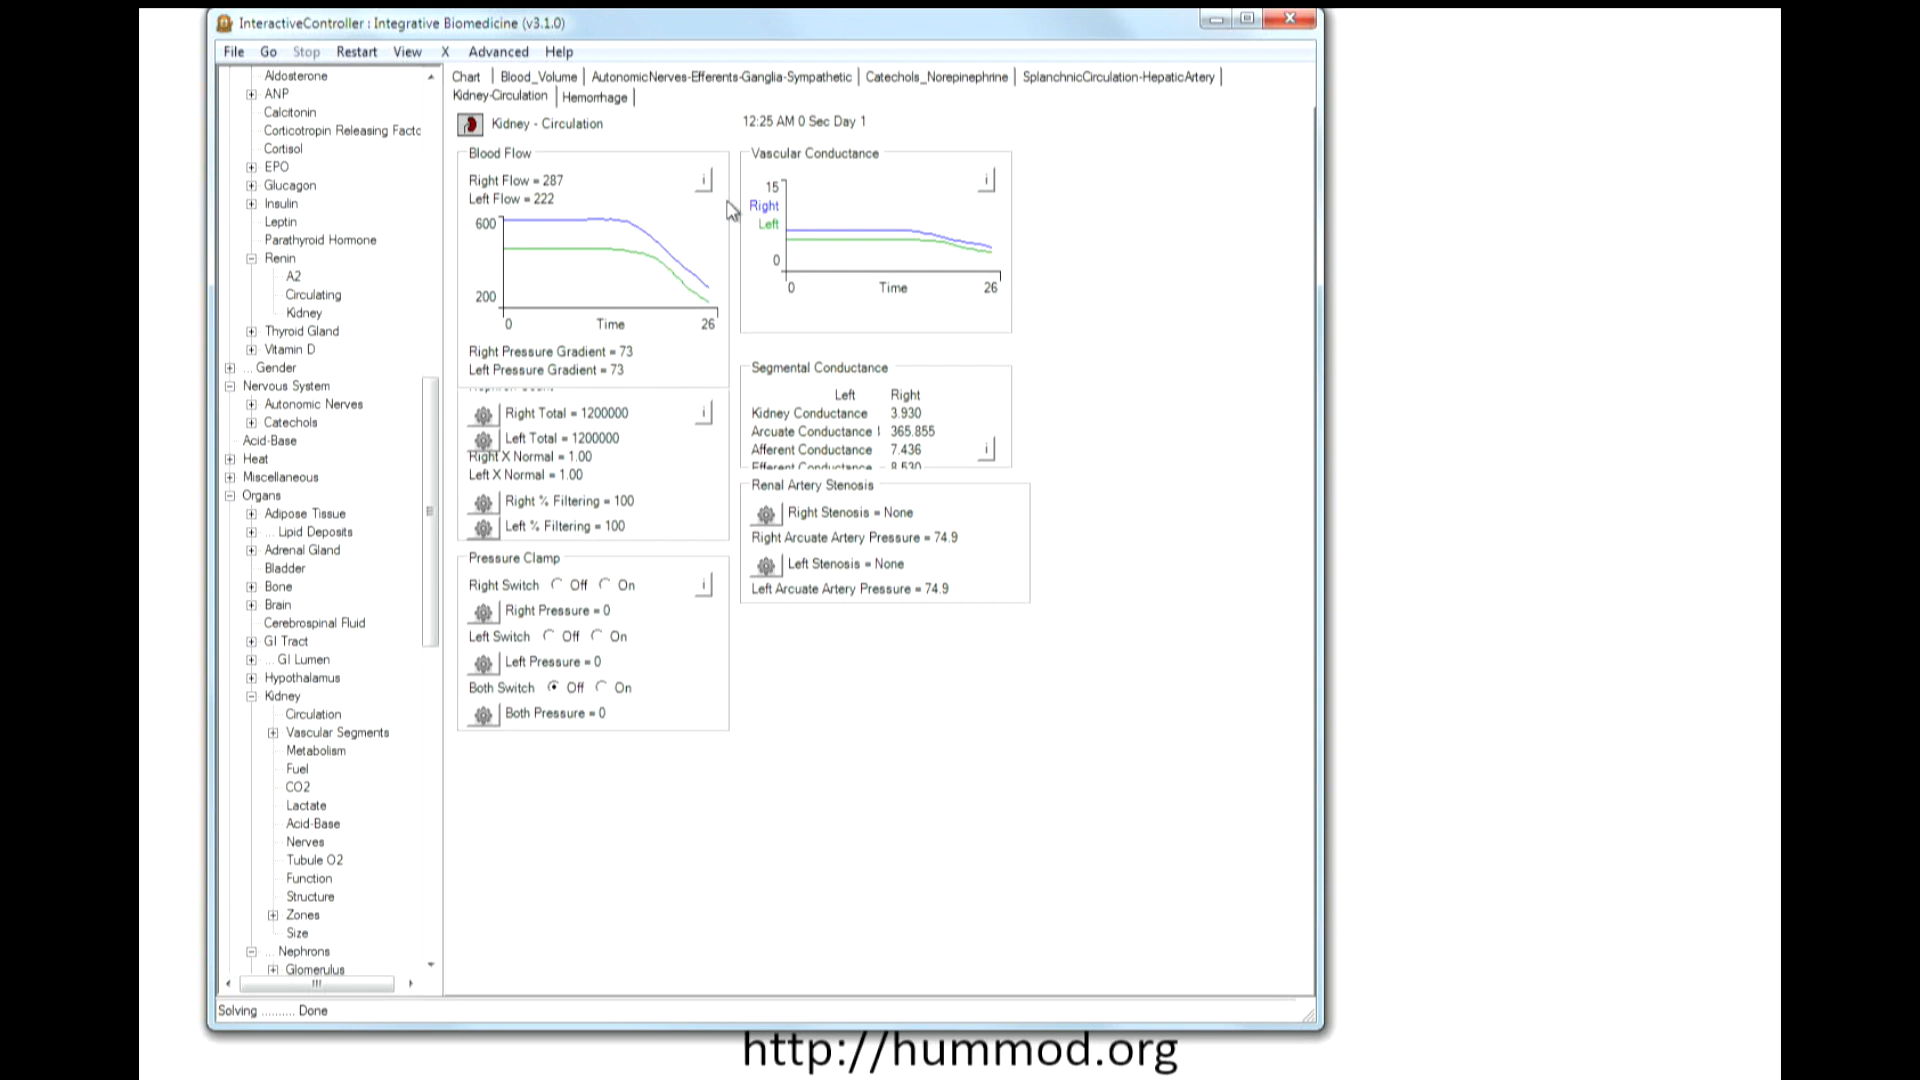 InteractiveController : Integrative Biomedicine (v3.1.0)
File Go Stop Restart View X Advanced Help
Aldosterone
ANP
Calcitonin
Corticotropin Releasing Factc
Cortisol
EPO
Glucagon
Insulin
Leptin
Parathyroid Hormone
Renin
A2
Circulating
Kidney
Thyroid Gland
Vitamin D
... Gender
Nervous System
Autonomic Nerves
Catechols
Acid-Base
Heat
Miscellaneous
Organs
Adipose Tissue
... Lipid Deposits
Adrenal Gland
Bladder
Bone
Brain
Cerebrospinal Fluid
GI Tract
... GI Lumen
Hypothalamus
Kidney
Circulation
Vascular Segments
Metabolism
Fuel
CO2
Lactate
Acid-Base
Nerves
Tubule O2
Function
Structure
Zones
Size
... Nephrons
Glomerulus
Chart Blood_Volume AutonomicNerves-Efferents-Ganglia-Sympathetic Catechols_Norepinephrine SplanchnicCirculation-HepaticArtery
Kidney-Circulation Hemorrhage
Kidney - Circulation 12:25 AM 0 Sec Day 1
Blood Flow
Right Flow = 287
Left Flow = 222
600
200
0 Time 26
Right Pressure Gradient = 73
Left Pressure Gradient = 73
Right Total = 1200000
Left Total = 1200000
Right X Normal = 1.00
Left X Normal = 1.00
Right % Filtering = 100
Left % Filtering = 100
Pressure Clamp
Right Switch Off On
Right Pressure = 0
Left Switch Off On
Left Pressure = 0
Both Switch Off On
Both Pressure = 0
Vascular Conductance
15
Right
Left
0
0 Time 26
Segmental Conductance
Left Right
Kidney Conductance 3.930
Arcuate Conductance 365.855
Afferent Conductance 7.436
Efferent Conductance 8.530
Renal Artery Stenosis
Right Stenosis = None
Right Arcuate Artery Pressure = 74.9
Left Stenosis = None
Left Arcuate Artery Pressure = 74.9
Solving .......... Done
http://hummod.org